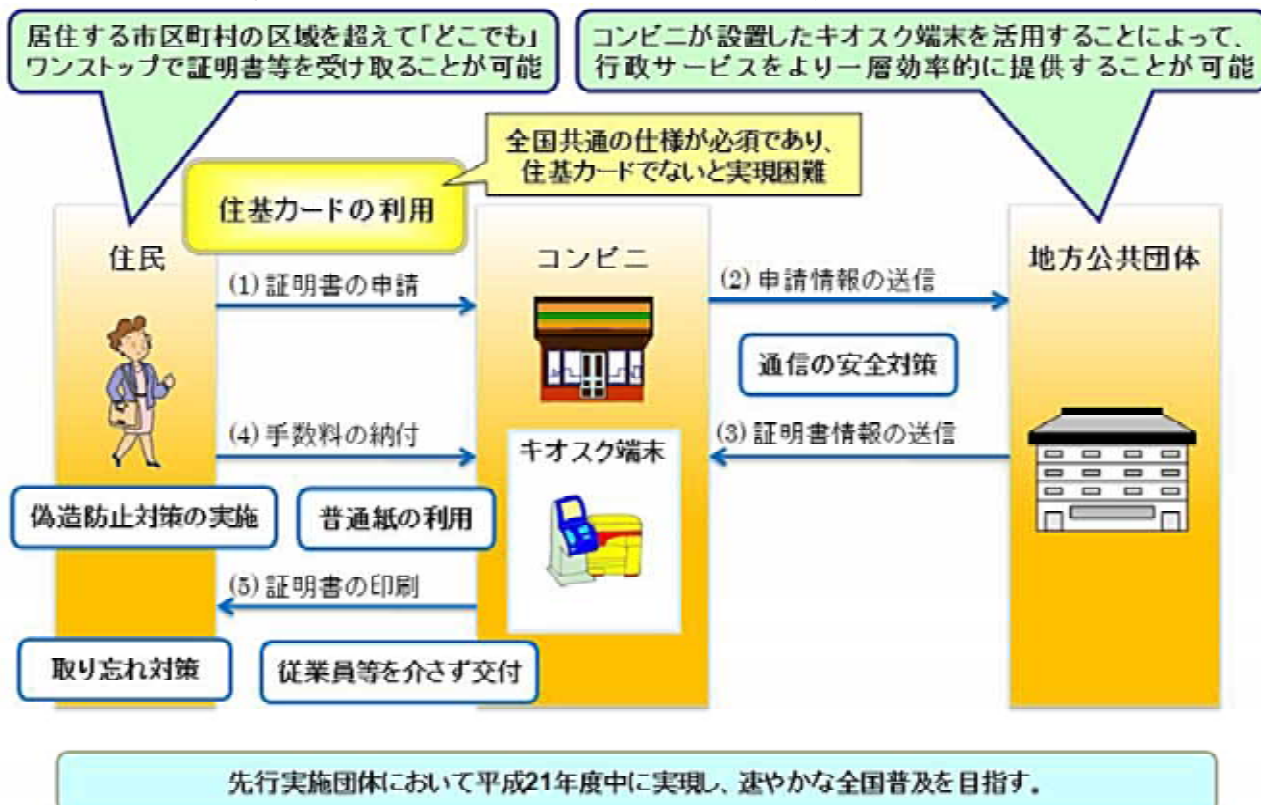 居住する市区町村の区域を超えて「どこでも」
ワンストップで証明書等を受け取ることが可能
コンビニが設置したキオスク端末を活用することによって、
行政サービスをより一層効率的に提供することが可能
全国共通の仕様が必須であり、
住基カードでないと実現困難
住基カードの利用
住民
コンビニ
地方公共団体
(1) 証明書の申請
(2) 申請情報の送信
通信の安全対策
(4) 手数料の納付
(3) 証明書情報の送信
キオスク端末
偽造防止対策の実施
普通紙の利用
(5) 証明書の印刷
取り忘れ対策
従業員等を介さず交付
先行実施団体において平成21年度中に実現し、速やかな全国普及を目指す。